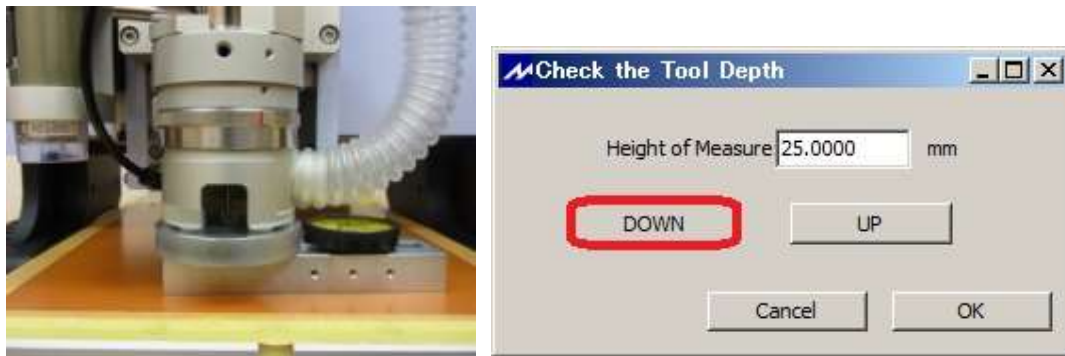 Check the Tool Depth
Height of Measure 25.0000 mm
DOWN UP
Cancel OK